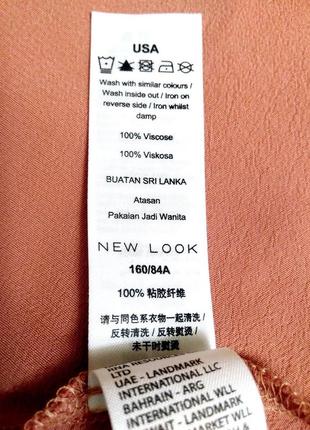 USA
Wash with similar colours /
Wash inside out / Iron on
reverse side / Iron whilst
damp
100% Viscose
100% Viskosa
BUATAN SRI LANKA
Atasan
Pakaian Jadi Wanita
NEW LOOK
160/84A
100% 粘胶纤维
请与同色系衣物一起清洗 /
反转清洗 / 反转熨烫 /
未干时熨烫
UAE - LANDMARK
INTERNATIONAL LLC
BAHRAIN - ARG
INTERNATIONAL WLL
LANDMARK